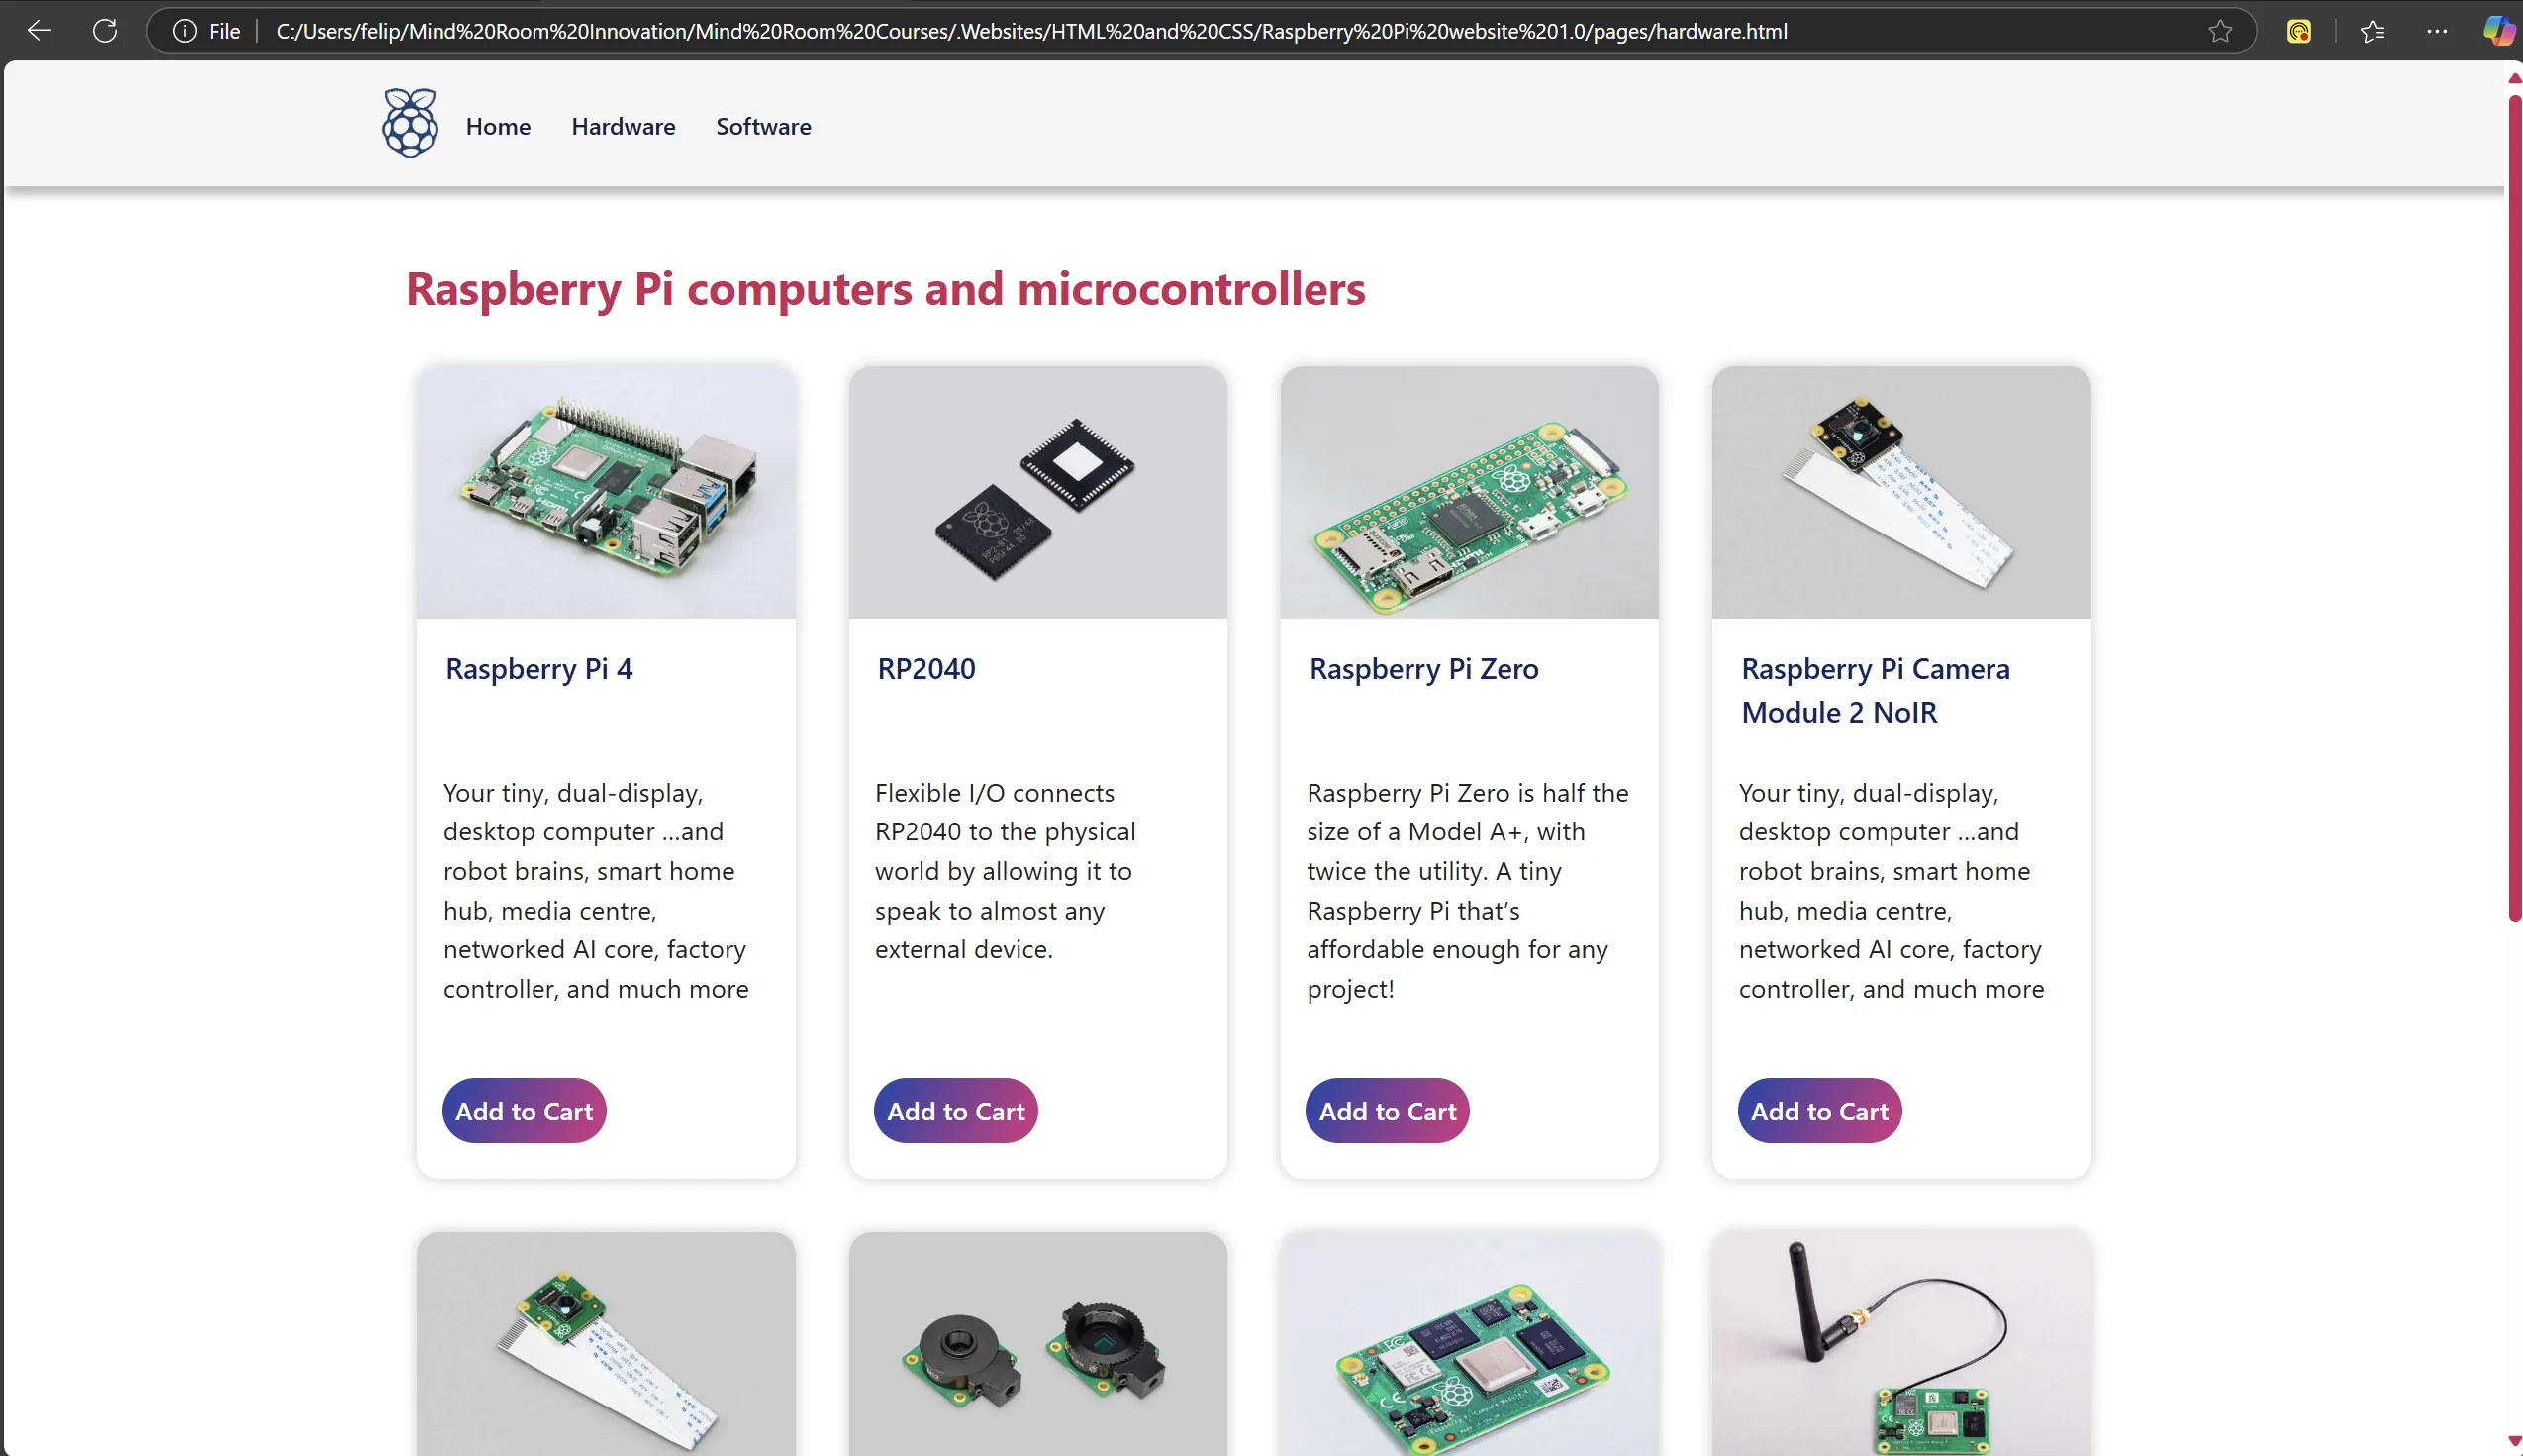 File C:/Users/felip/Mind%20Room%20Innovation/Mind%20Room%20Courses/.Websites/HTML%20and%20CSS/Raspberry%20Pi%20website%201.0/pages/hardware.html
Home Hardware Software
Raspberry Pi computers and microcontrollers
Raspberry Pi 4
Your tiny, dual-display,
desktop computer ...and
robot brains, smart home
hub, media centre,
networked AI core, factory
controller, and much more
Add to Cart
RP2040
Flexible I/O connects
RP2040 to the physical
world by allowing it to
speak to almost any
external device.
Add to Cart
Raspberry Pi Zero
Raspberry Pi Zero is half the
size of a Model A+, with
twice the utility. A tiny
Raspberry Pi that’s
affordable enough for any
project!
Add to Cart
Raspberry Pi Camera
Module 2 NoIR
Your tiny, dual-display,
desktop computer ...and
robot brains, smart home
hub, media centre,
networked AI core, factory
controller, and much more
Add to Cart